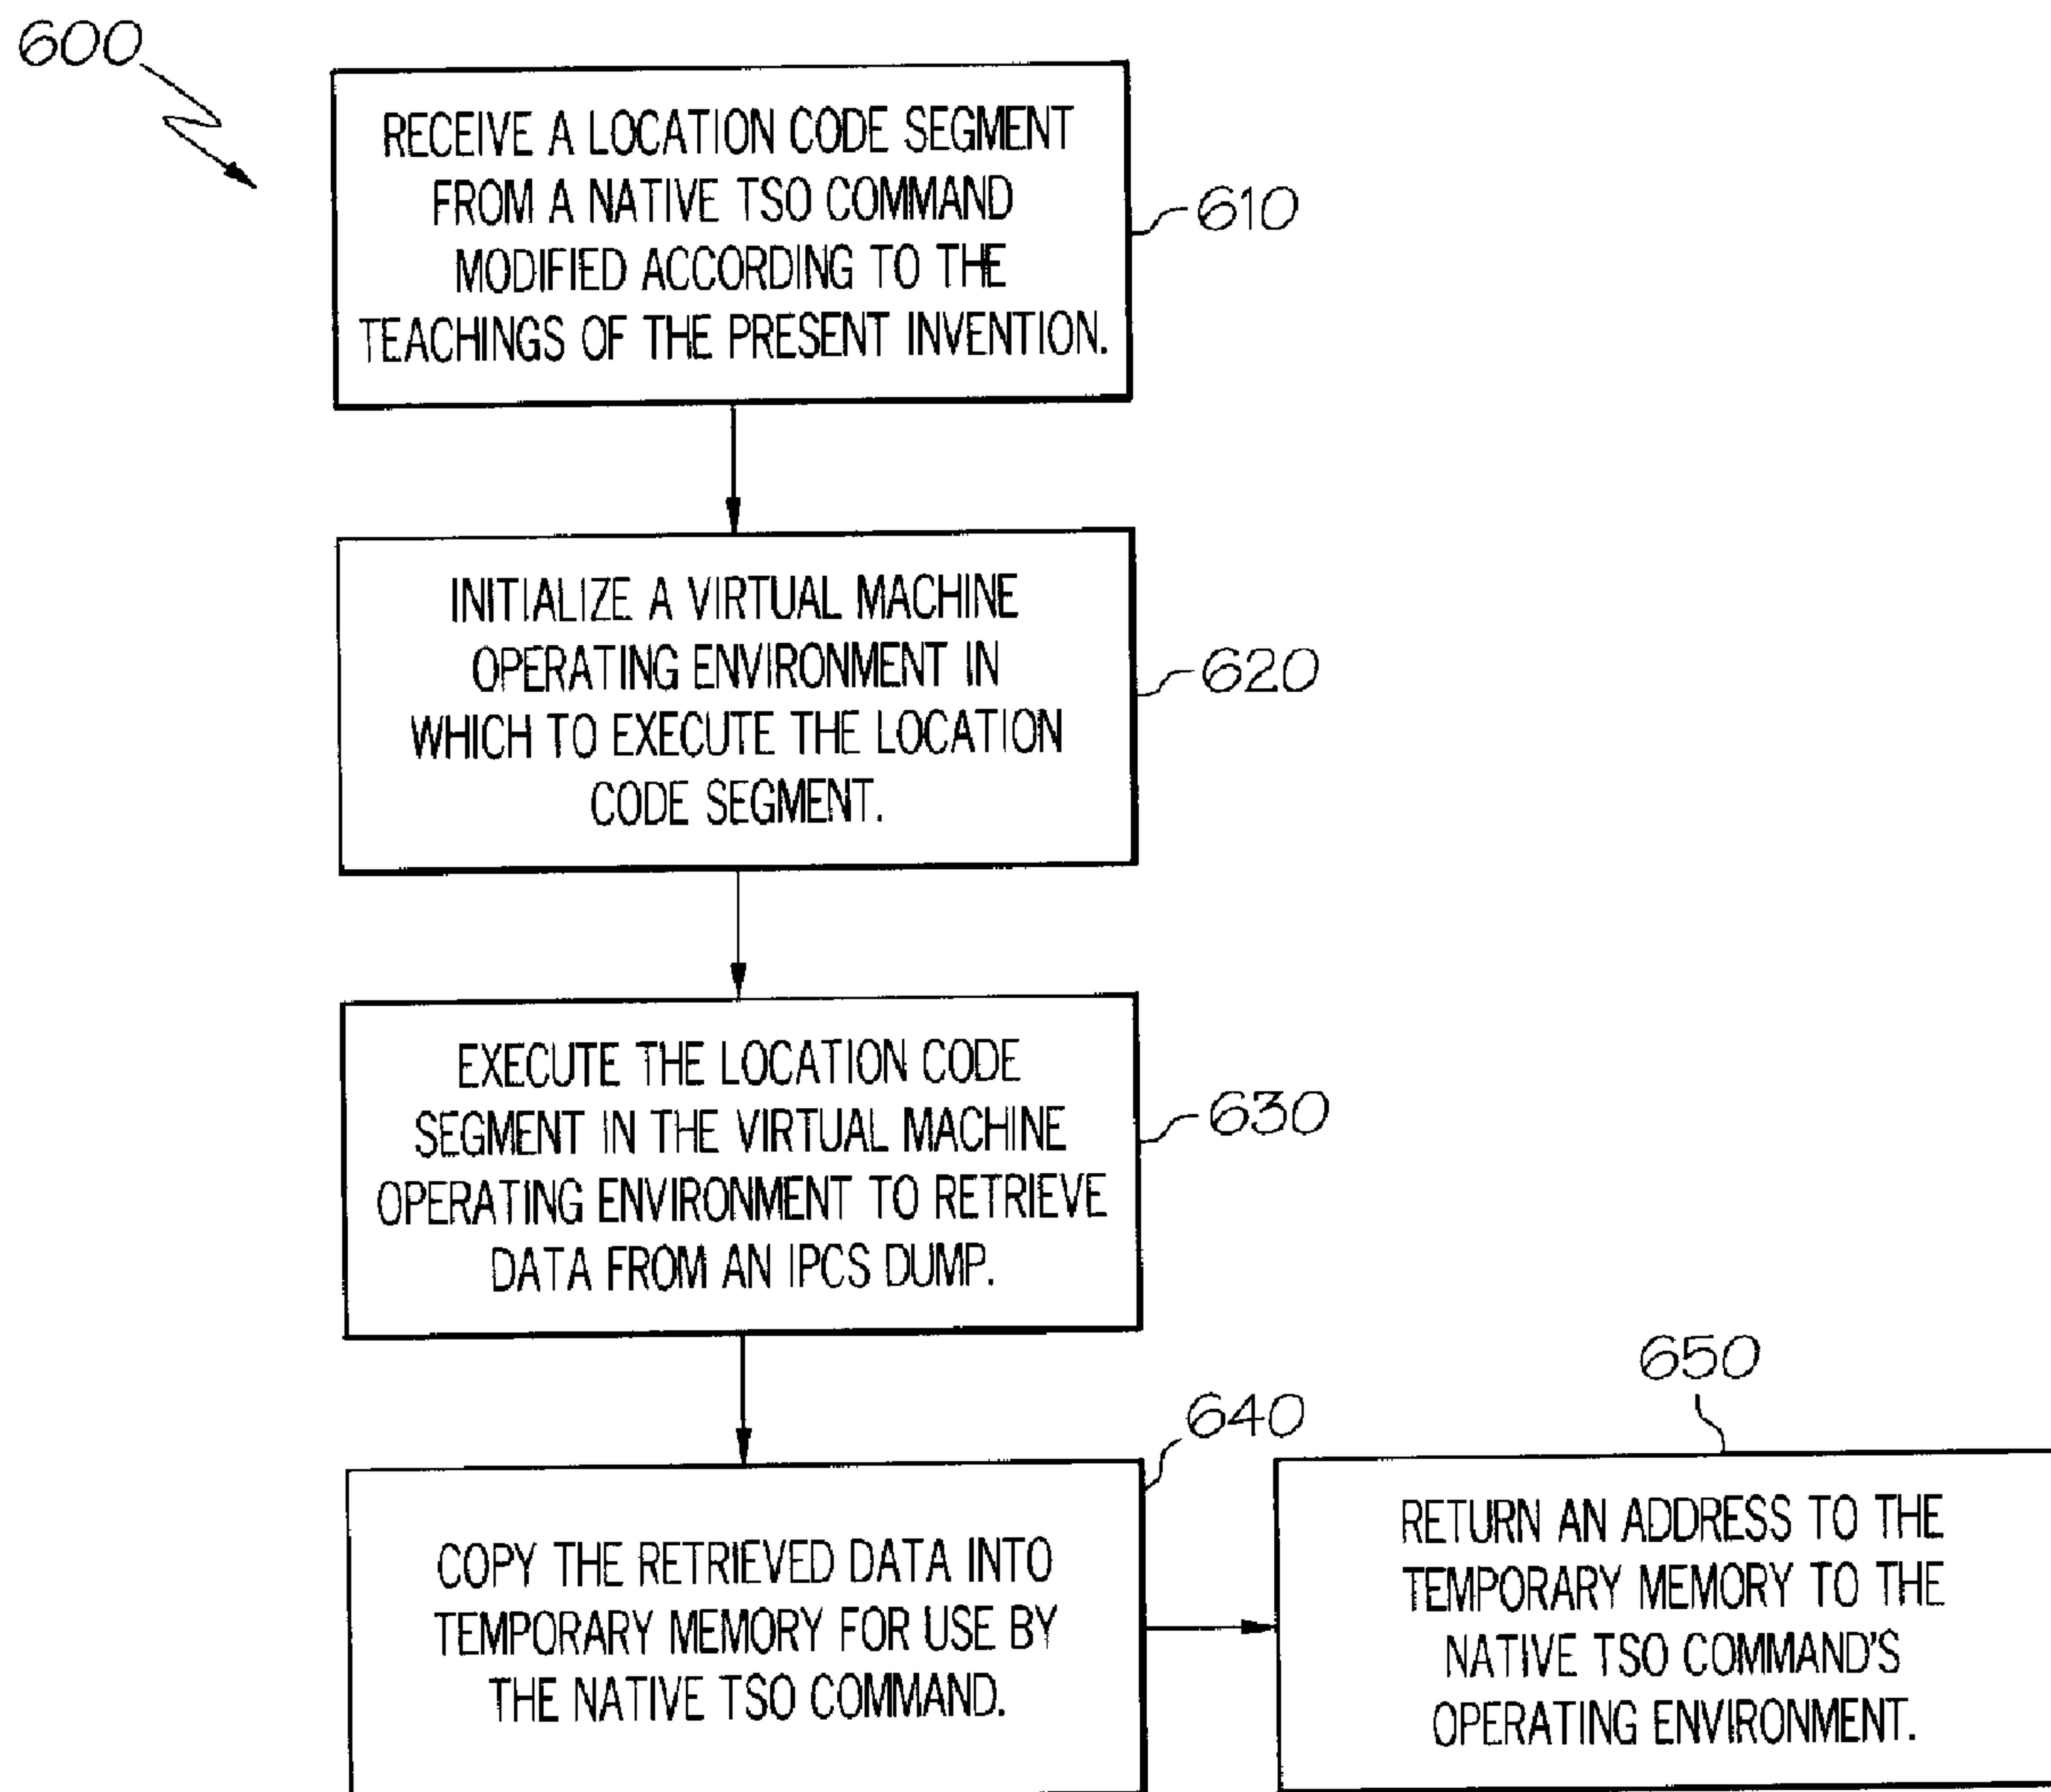 600
RECEIVE A LOCATION CODE SEGMENT
FROM A NATIVE TSO COMMAND
MODIFIED ACCORDING TO THE
TEACHINGS OF THE PRESENT INVENTION.
610
INITIALIZE A VIRTUAL MACHINE
OPERATING ENVIRONMENT IN
WHICH TO EXECUTE THE LOCATION
CODE SEGMENT.
620
EXECUTE THE LOCATION CODE
SEGMENT IN THE VIRTUAL MACHINE
OPERATING ENVIRONMENT TO RETRIEVE
DATA FROM AN IPCS DUMP.
630
COPY THE RETRIEVED DATA INTO
TEMPORARY MEMORY FOR USE BY
THE NATIVE TSO COMMAND.
640
650
RETURN AN ADDRESS TO THE
TEMPORARY MEMORY TO THE
NATIVE TSO COMMAND'S
OPERATING ENVIRONMENT.